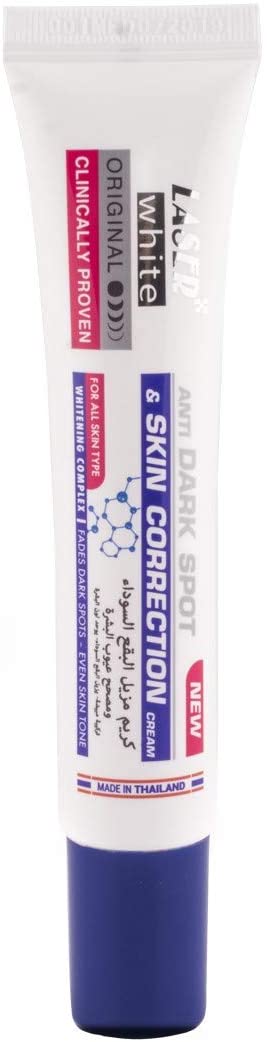 LASER
white
ORIGINAL
CLINICALLY PROVEN
ANTI DARK SPOT
& SKIN CORRECTION
CREAM
NEW
FOR ALL SKIN TYPE
WHITENING COMPLEX I FADES DARK SPOTS - EVEN SKIN TONE
كريم مزيل البقع السوداء
ومصحح عيوب البشرة
MADE IN THAILAND